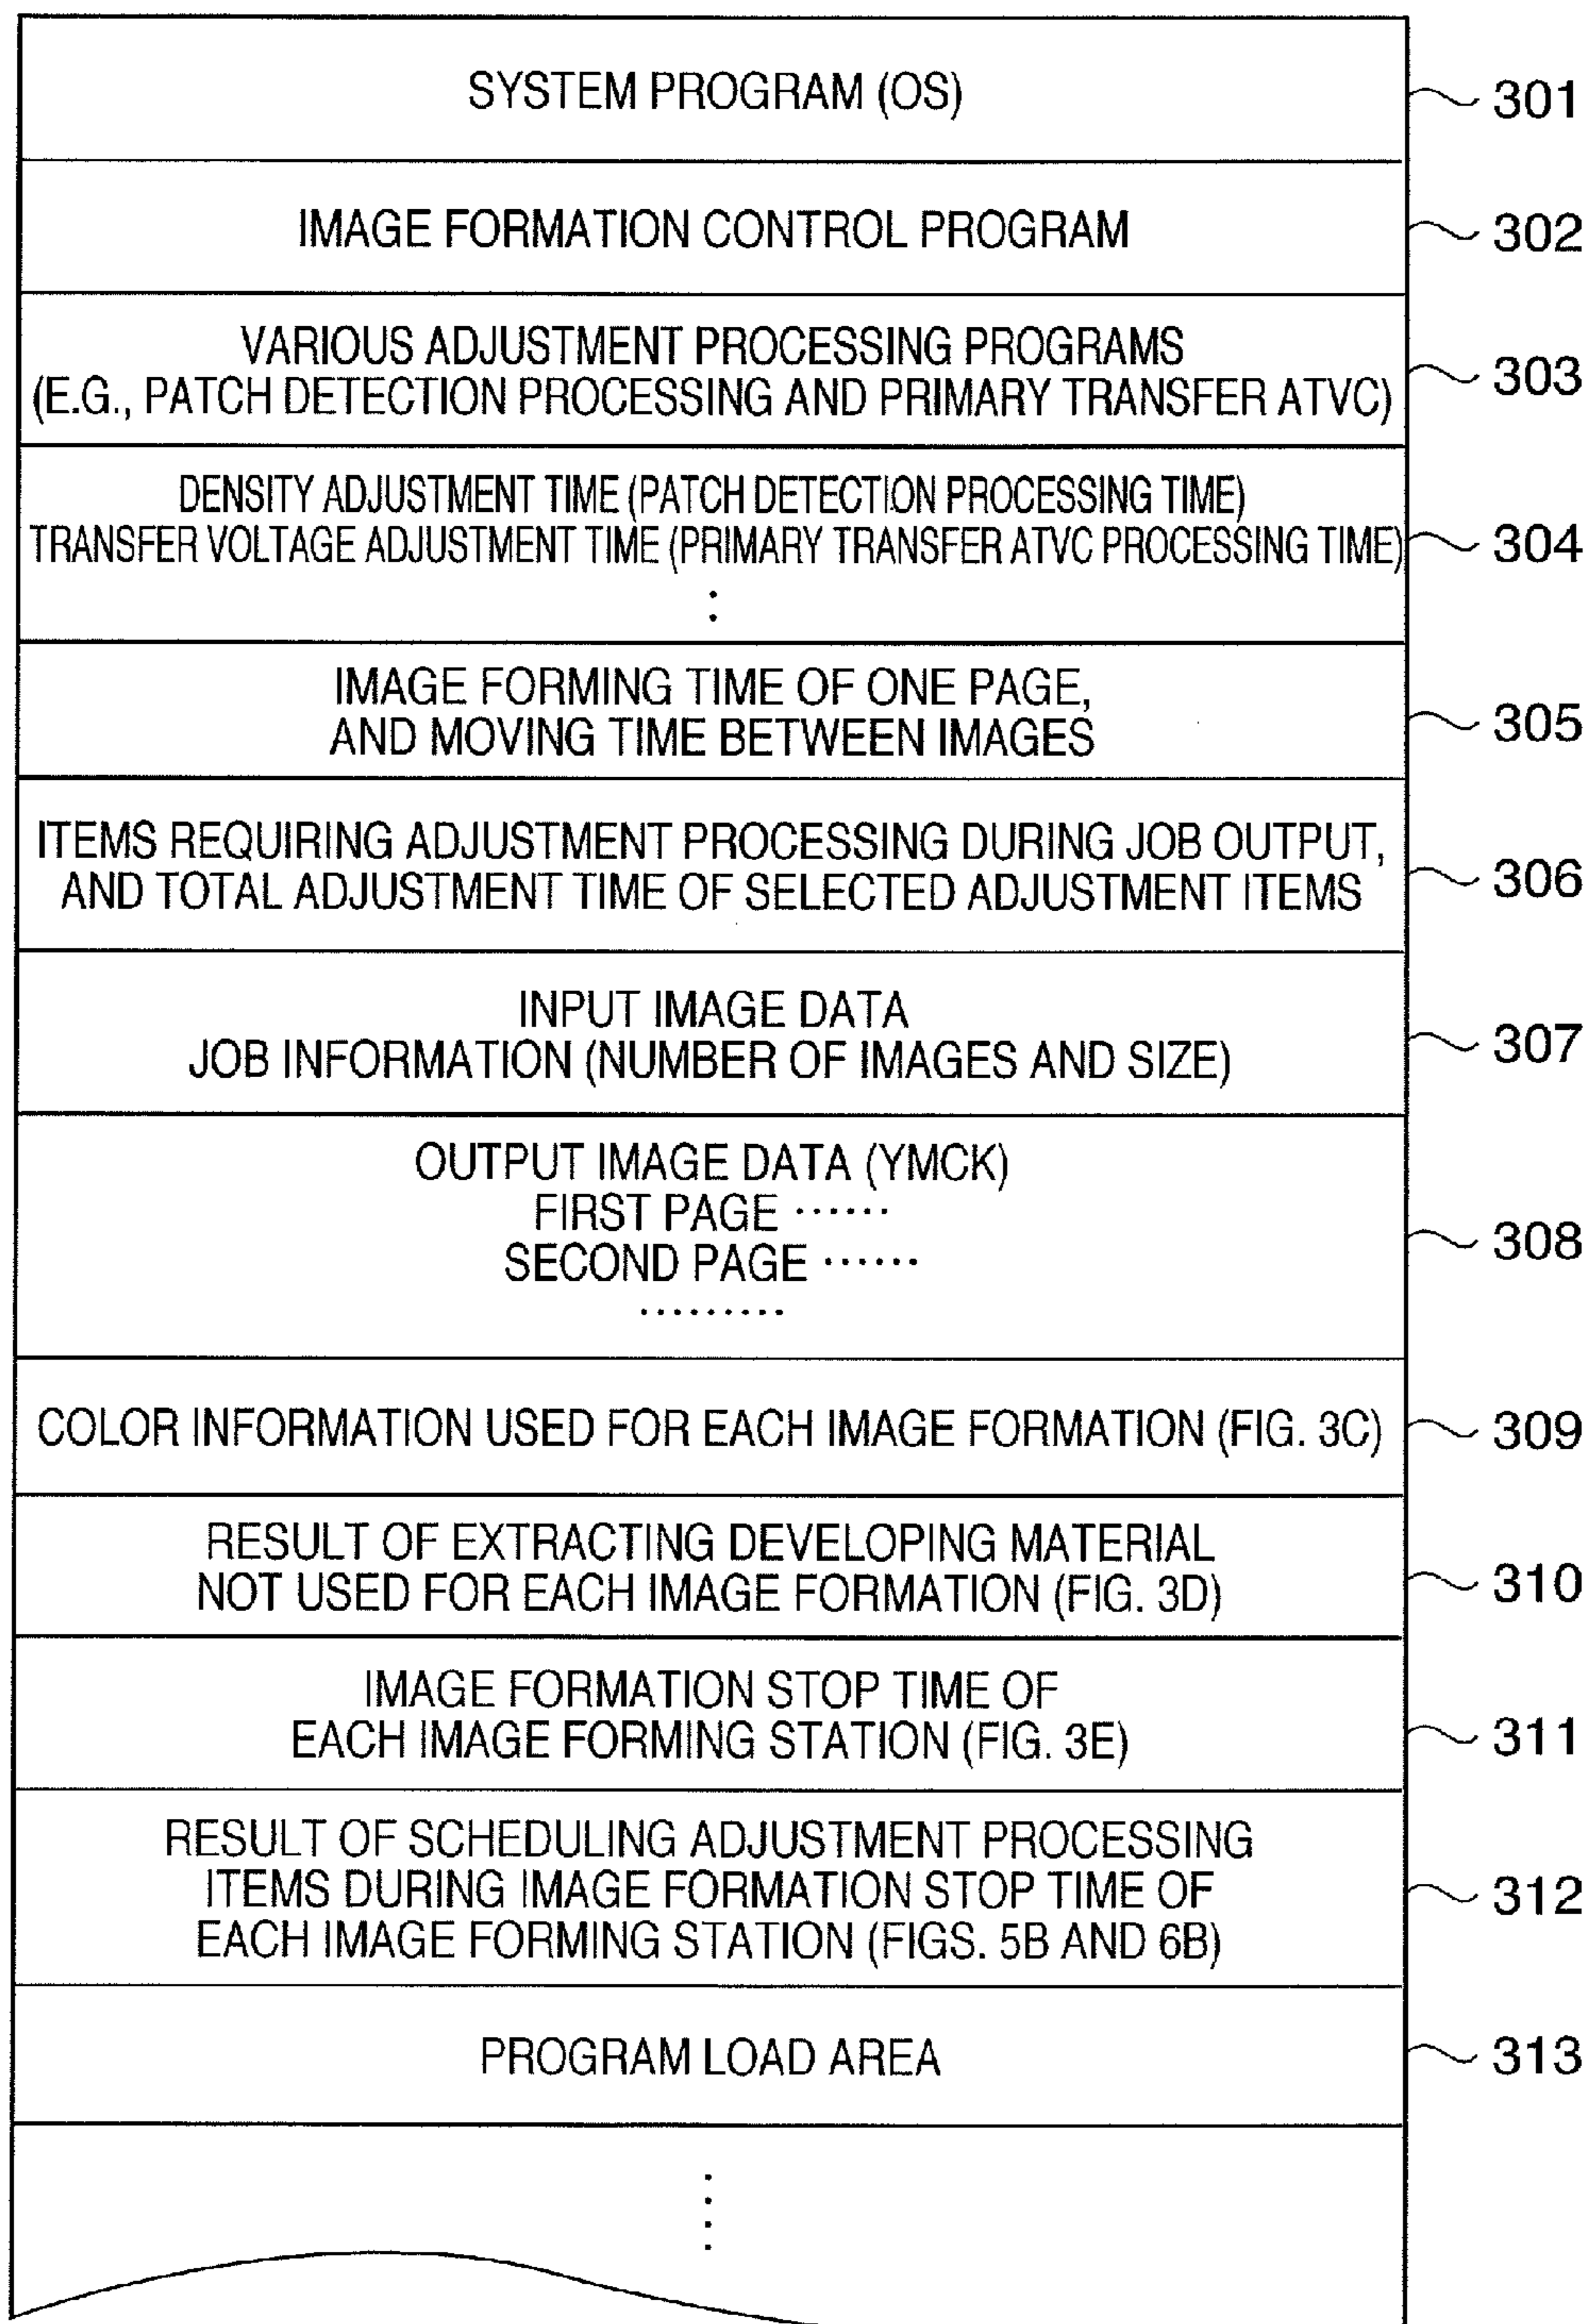 SYSTEM PROGRAM (OS)
301
IMAGE FORMATION CONTROL PROGRAM
302
VARIOUS ADJUSTMENT PROCESSING PROGRAMS
(E.G., PATCH DETECTION PROCESSING AND PRIMARY TRANSFER ATVC)
303
DENSITY ADJUSTMENT TIME (PATCH DETECTION PROCESSING TIME)
TRANSFER VOLTAGE ADJUSTMENT TIME (PRIMARY TRANSFER ATVC PROCESSING TIME)
:
304
IMAGE FORMING TIME OF ONE PAGE,
AND MOVING TIME BETWEEN IMAGES
305
ITEMS REQUIRING ADJUSTMENT PROCESSING DURING JOB OUTPUT,
AND TOTAL ADJUSTMENT TIME OF SELECTED ADJUSTMENT ITEMS
306
INPUT IMAGE DATA
JOB INFORMATION (NUMBER OF IMAGES AND SIZE)
307
OUTPUT IMAGE DATA (YMCK)
FIRST PAGE ······
SECOND PAGE ······
·········
308
COLOR INFORMATION USED FOR EACH IMAGE FORMATION (FIG. 3C)
309
RESULT OF EXTRACTING DEVELOPING MATERIAL
NOT USED FOR EACH IMAGE FORMATION (FIG. 3D)
310
IMAGE FORMATION STOP TIME OF
EACH IMAGE FORMING STATION (FIG. 3E)
311
RESULT OF SCHEDULING ADJUSTMENT PROCESSING
ITEMS DURING IMAGE FORMATION STOP TIME OF
EACH IMAGE FORMING STATION (FIGS. 5B AND 6B)
312
PROGRAM LOAD AREA
313